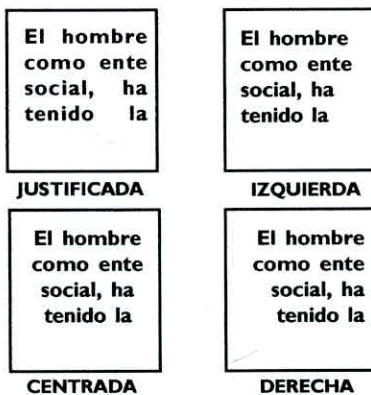 El hombre
como ente
social, ha
tenido la
JUSTIFICADA
El hombre
como ente
social, ha
tenido la
IZQUIERDA
El hombre
como ente
social, ha
tenido la
CENTRADA
El hombre
como ente
social, ha
tenido la
DERECHA